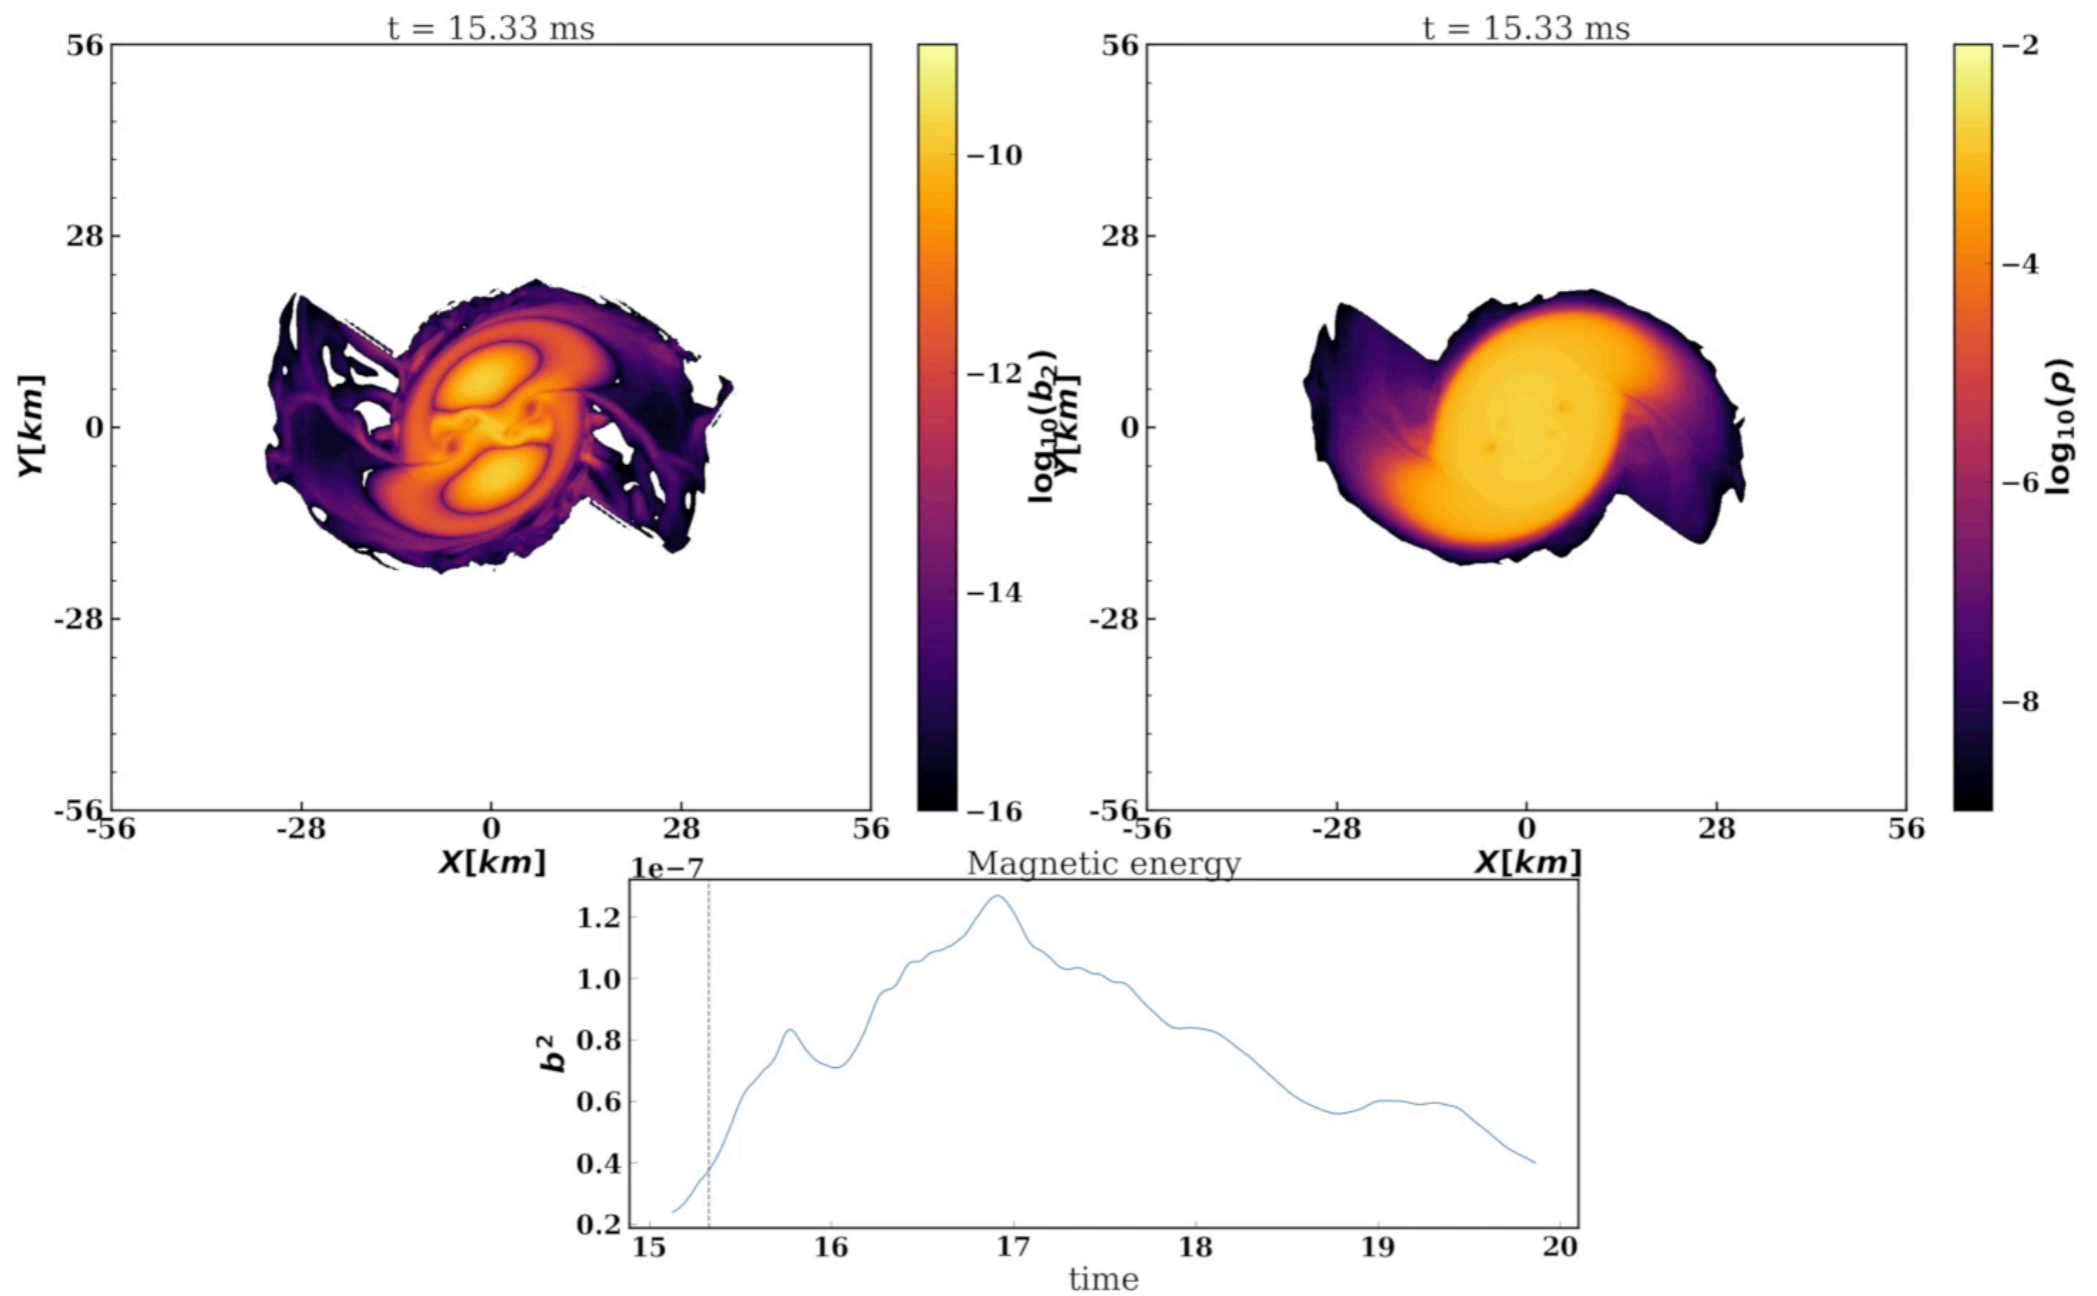 t = 15.33 ms
56
28
0
-28
-56
Y[km]
-56 -28 0 28 56
X[km]
−10
−12
−14
−16
log₁₀(b₂)
t = 15.33 ms
56
28
0
-28
-56
Y[km]
-56 -28 0 28 56
X[km]
−2
−4
−6
−8
log₁₀(ρ)
Magnetic energy
1e−7
1.2
1.0
0.8
0.6
0.4
0.2
b²
15 16 17 18 19 20
time